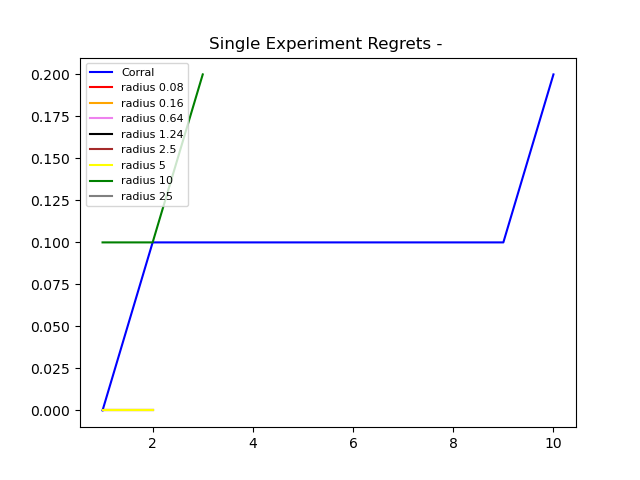 Single Experiment Regrets -
Corral
radius 0.08
radius 0.16
radius 0.64
radius 1.24
radius 2.5
radius 5
radius 10
radius 25
0.200
0.175
0.150
0.125
0.100
0.075
0.050
0.025
0.000
2 4 6 8 10